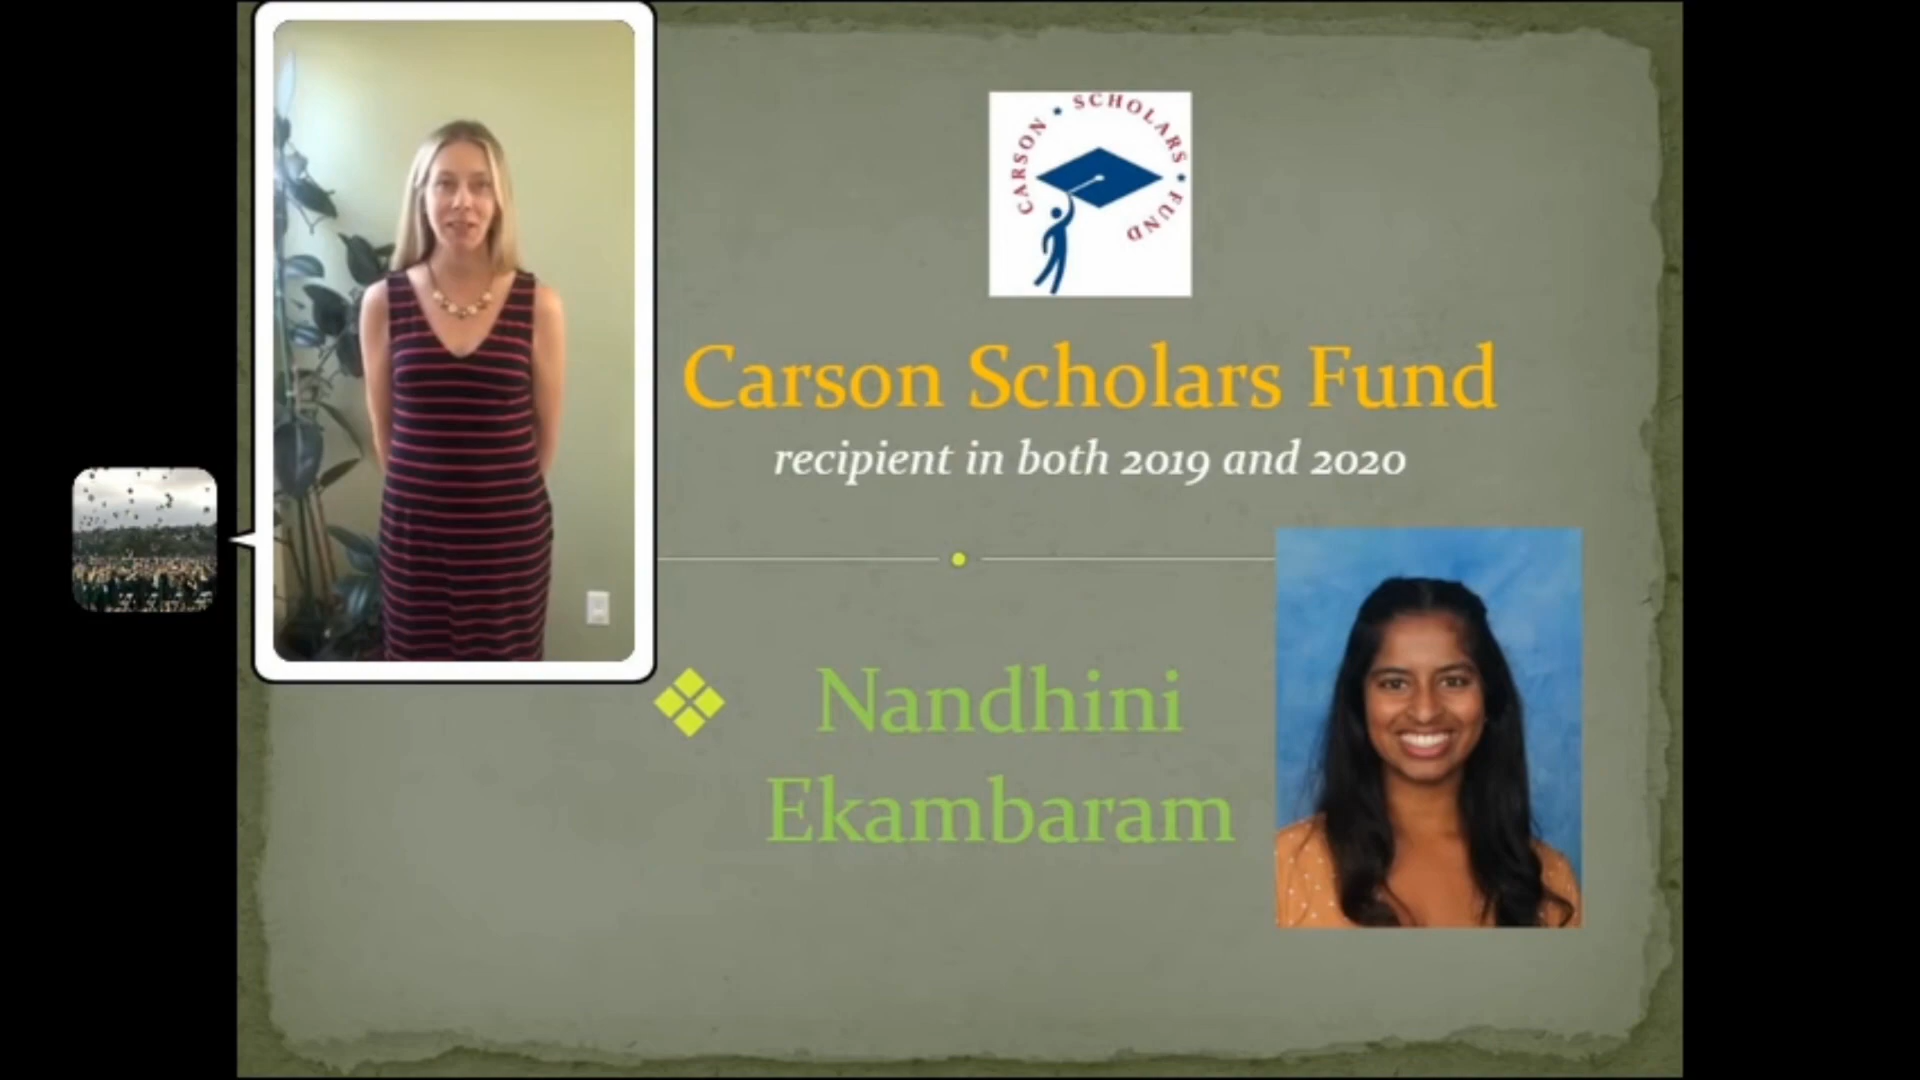 CARSON • SCHOLARS • FUND
Carson Scholars Fund
recipient in both 2019 and 2020
Nandhini
Ekambaram